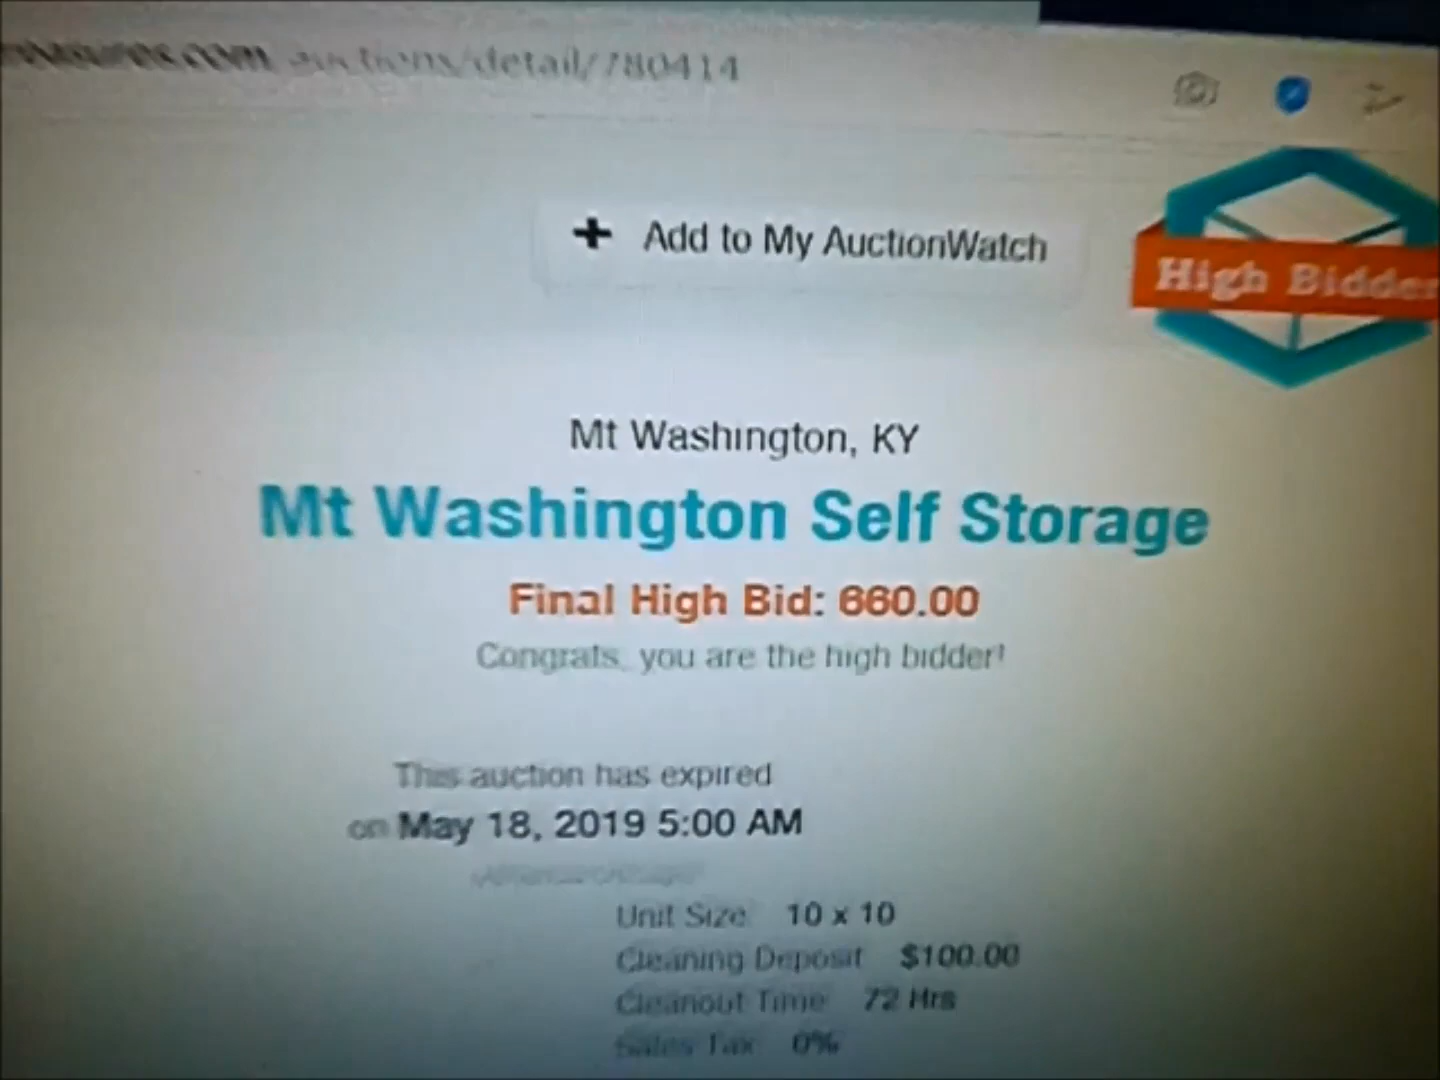 auctions/detail/780414
+ Add to My AuctionWatch
High Bidder
Mt Washington, KY
Mt Washington Self Storage
Final High Bid: 660.00
Congrats, you are the high bidder!
This auction has expired
on May 18, 2019 5:00 AM
Unit Size 10 x 10
Cleaning Deposit $100.00
Cleanout Time 72 Hrs
Sales Tax 0%